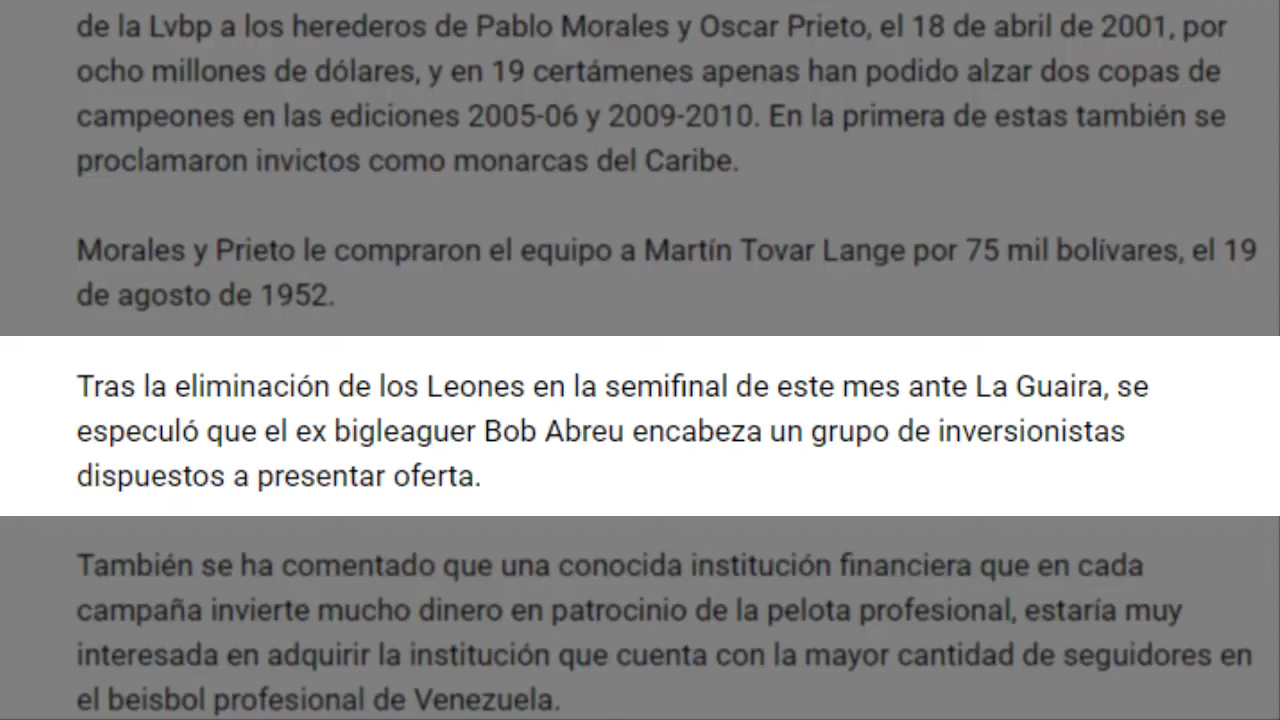 de la Lvbp a los herederos de Pablo Morales y Oscar Prieto, el 18 de abril de 2001, por
ocho millones de dólares, y en 19 certámenes apenas han podido alzar dos copas de
campeones en las ediciones 2005-06 y 2009-2010. En la primera de estas también se
proclamaron invictos como monarcas del Caribe.
Morales y Prieto le compraron el equipo a Martín Tovar Lange por 75 mil bolívares, el 19
de agosto de 1952.
Tras la eliminación de los Leones en la semifinal de este mes ante La Guaira, se
especuló que el ex bigleaguer Bob Abreu encabeza un grupo de inversionistas
dispuestos a presentar oferta.
También se ha comentado que una conocida institución financiera que en cada
campaña invierte mucho dinero en patrocinio de la pelota profesional, estaría muy
interesada en adquirir la institución que cuenta con la mayor cantidad de seguidores en
el beisbol profesional de Venezuela.